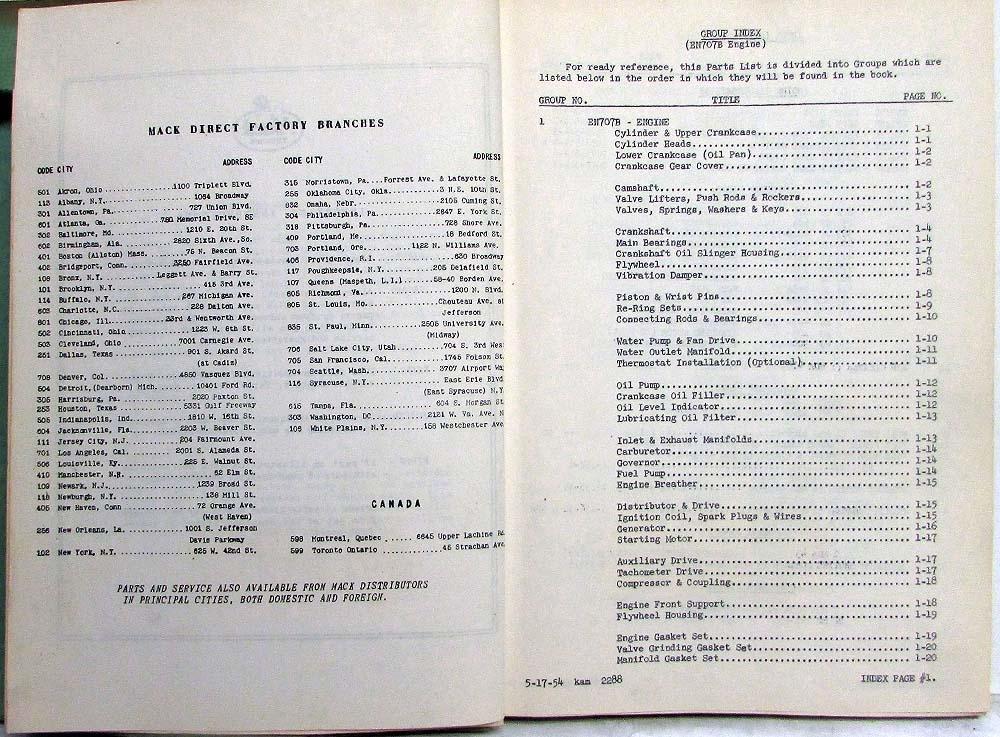 MACK DIRECT FACTORY BRANCHES
CODE CITY ADDRESS
501 Akron, Ohio 1100 Triplett Blvd.
113 Albany, N.Y. 1084 Broadway
301 Allentown, Pa. 727 Union Blvd.
601 Atlanta, Ga. 780 Memorial Drive, SE
302 Baltimore, Md. 1210 E. 20th St.
602 Birmingham, Ala. 2820 Sixth Ave.,So.
401 Boston (Allston) Mass. 75 N. Beacon St.
402 Bridgeport, Conn. 3250 Fairfield Ave.
108 Bronx, N.Y. Leggett Ave. & Barry St.
101 Brooklyn, N.Y. 415 3rd Ave.
114 Buffalo, N.Y. 267 Michigan Ave.
603 Charlotte, N.C. 228 Dalton Ave.
801 Chicago, Ill. 33rd & Wentworth Ave.
502 Cincinnati, Ohio 1223 W. 8th St.
503 Cleveland, Ohio 7001 Carnegie Ave.
251 Dallas, Texas 901 S. Akard St.
(at Cadiz)
708 Denver, Col. 4850 Vasquez Blvd.
504 Detroit,(Dearborn) Mich. 10401 Ford Rd.
305 Harrisburg, Pa. 2020 Paxton St.
253 Houston, Texas 5331 Gulf Freeway
505 Indianapolis, Ind. 1810 W. 16th St.
604 Jacksonville, Fla. 2203 W. Beaver St.
111 Jersey City, N.J. 204 Fairmount Ave.
701 Los Angeles, Cal. 2001 S. Alameda St.
506 Louisville, Ky. 225 E. Walnut St.
410 Manchester, N.H. 62 Elm St.
109 Newark, N.J. 1239 Broad St.
118 Newburgh, N.Y. 136 Mill St.
405 New Haven, Conn 72 Orange Ave.
(West Haven)
256 New Orleans, La. 1001 S. Jefferson
Davis Parkway
102 New York, N.Y. 625 W. 42nd St.
CODE CITY ADDRESS
315 Norristown, Pa. Forrest Ave. & Lafayette St.
255 Oklahoma City, Okla. 3 N.E. 10th St.
832 Omaha, Nebr. 2105 Cuming St.
304 Philadelphia, Pa. 2847 E. York St.
318 Pittsburgh, Pa. 728 Shore Ave.
409 Portland, Me. 18 Bedford St.
703 Portland, Ore. 1122 N. Williams Ave.
406 Providence, R.I. 630 Broadway
117 Poughkeepsie, N.Y. 205 Delafield St.
107 Queens (Maspeth, L.I.) 58-40 Borden Ave.
605 Richmond, Va. 1200 N. Blvd.
805 St. Louis, Mo. Chouteau Ave. at
Jefferson
835 St. Paul, Minn. 2505 University Ave.
(Midway)
706 Salt Lake City, Utah 704 S. 3rd West
705 San Francisco, Cal. 1745 Folsom St.
704 Seattle, Wash. 3707 Airport Wa
116 Syracuse, N.Y. East Erie Blvd
(East Syracuse) N.Y.
615 Tampa, Fla. 604 S. Morgan St
303 Washington, DC 2121 W. Va. Ave. N
105 White Plains, N.Y. 158 Westchester Ave
CANADA
598 Montreal, Quebec 6645 Upper Lachine Rd.
599 Toronto Ontario 45 Strachan Ave.
PARTS AND SERVICE ALSO AVAILABLE FROM MACK DISTRIBUTORS
IN PRINCIPAL CITIES, BOTH DOMESTIC AND FOREIGN.
GROUP INDEX
(EN707B Engine)
For ready reference, this Parts List is divided into Groups which are
listed below in the order in which they will be found in the book.
GROUP NO. TITLE PAGE NO.
1 EN707B - ENGINE
Cylinder & Upper Crankcase 1-1
Cylinder Heads 1-1
Lower Crankcase (Oil Pan) 1-2
Crankcase Gear Cover 1-2
Camshaft 1-2
Valve Lifters, Push Rods & Rockers 1-3
Valves, Springs, Washers & Keys 1-3
Crankshaft 1-4
Main Bearings 1-4
Crankshaft Oil Slinger Housing 1-7
Flywheel 1-8
Vibration Damper 1-8
Piston & Wrist Pins 1-8
Re-Ring Sets 1-9
Connecting Rods & Bearings 1-10
Water Pump & Fan Drive 1-10
Water Outlet Manifold 1-11
Thermostat Installation (Optional) 1-11
Oil Pump 1-12
Crankcase Oil Filler 1-12
Oil Level Indicator 1-12
Lubricating Oil Filter 1-13
Inlet & Exhaust Manifolds 1-13
Carburetor 1-14
Governor 1-14
Fuel Pump 1-14
Engine Breather 1-15
Distributor & Drive 1-15
Ignition Coil, Spark Plugs & Wires 1-15
Generator 1-16
Starting Motor 1-17
Auxiliary Drive 1-17
Tachometer Drive 1-17
Compressor & Coupling 1-18
Engine Front Support 1-18
Flywheel Housing 1-19
Engine Gasket Set 1-19
Valve Grinding Gasket Set 1-20
Manifold Gasket Set 1-20
5-17-54 kam 2288 INDEX PAGE #1.